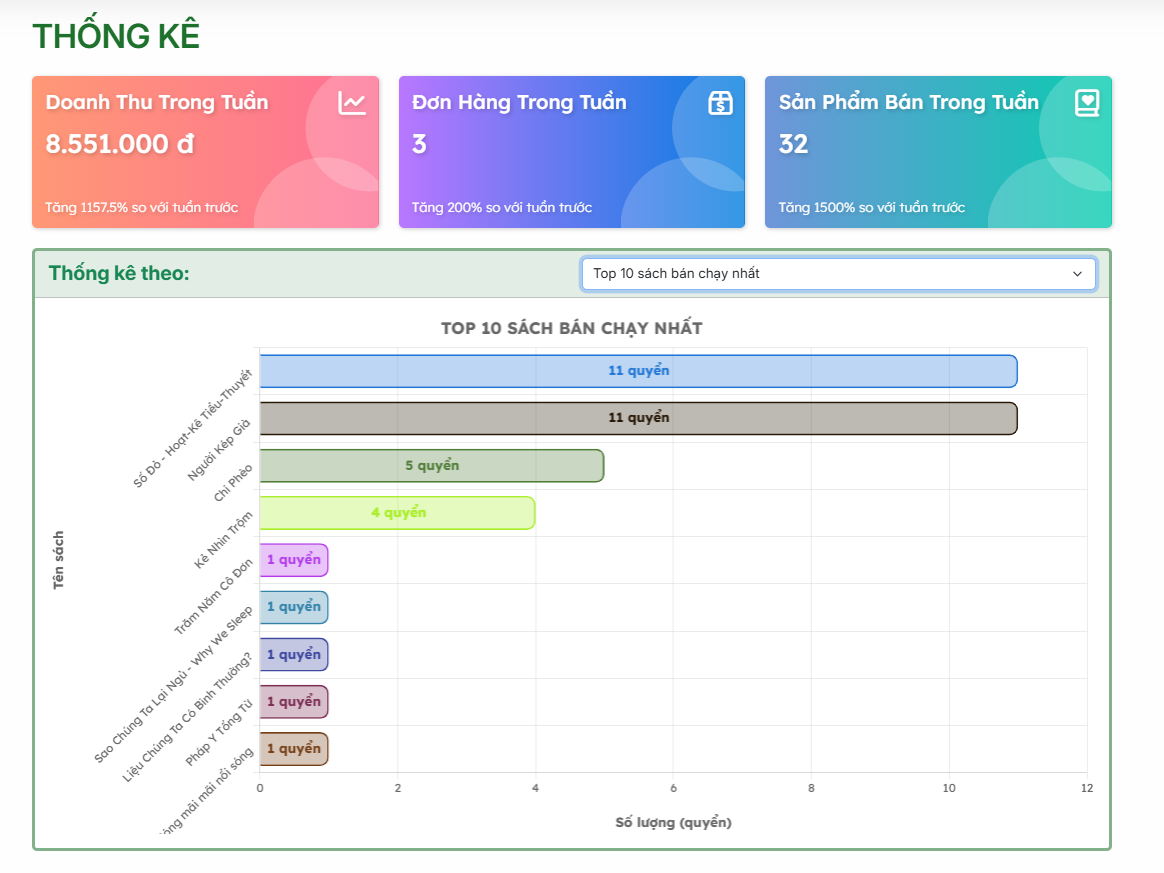 THỐNG KÊ
Doanh Thu Trong Tuần
8.551.000 đ
Tăng 1157.5% so với tuần trước
Đơn Hàng Trong Tuần
3
Tăng 200% so với tuần trước
Sản Phẩm Bán Trong Tuần
32
Tăng 1500% so với tuần trước
Thống kê theo:
Top 10 sách bán chạy nhất
TOP 10 SÁCH BÁN CHẠY NHẤT
Tên sách
Số Đỏ - Hoạt-Kê Tiểu-Thuyết
11 quyển
Người Kép Già
11 quyển
Chí Phèo
5 quyển
Kẻ Nhìn Trộm
4 quyển
Trăm Năm Cô Đơn
1 quyển
Sao Chúng Ta Lại Ngủ - Why We Sleep
1 quyển
Liệu Chúng Ta Có Bình Thường?
1 quyển
Pháp Y Tống Từ
1 quyển
mãi mãi nổi sóng
1 quyển
0 2 4 6 8 10 12
Số lượng (quyển)